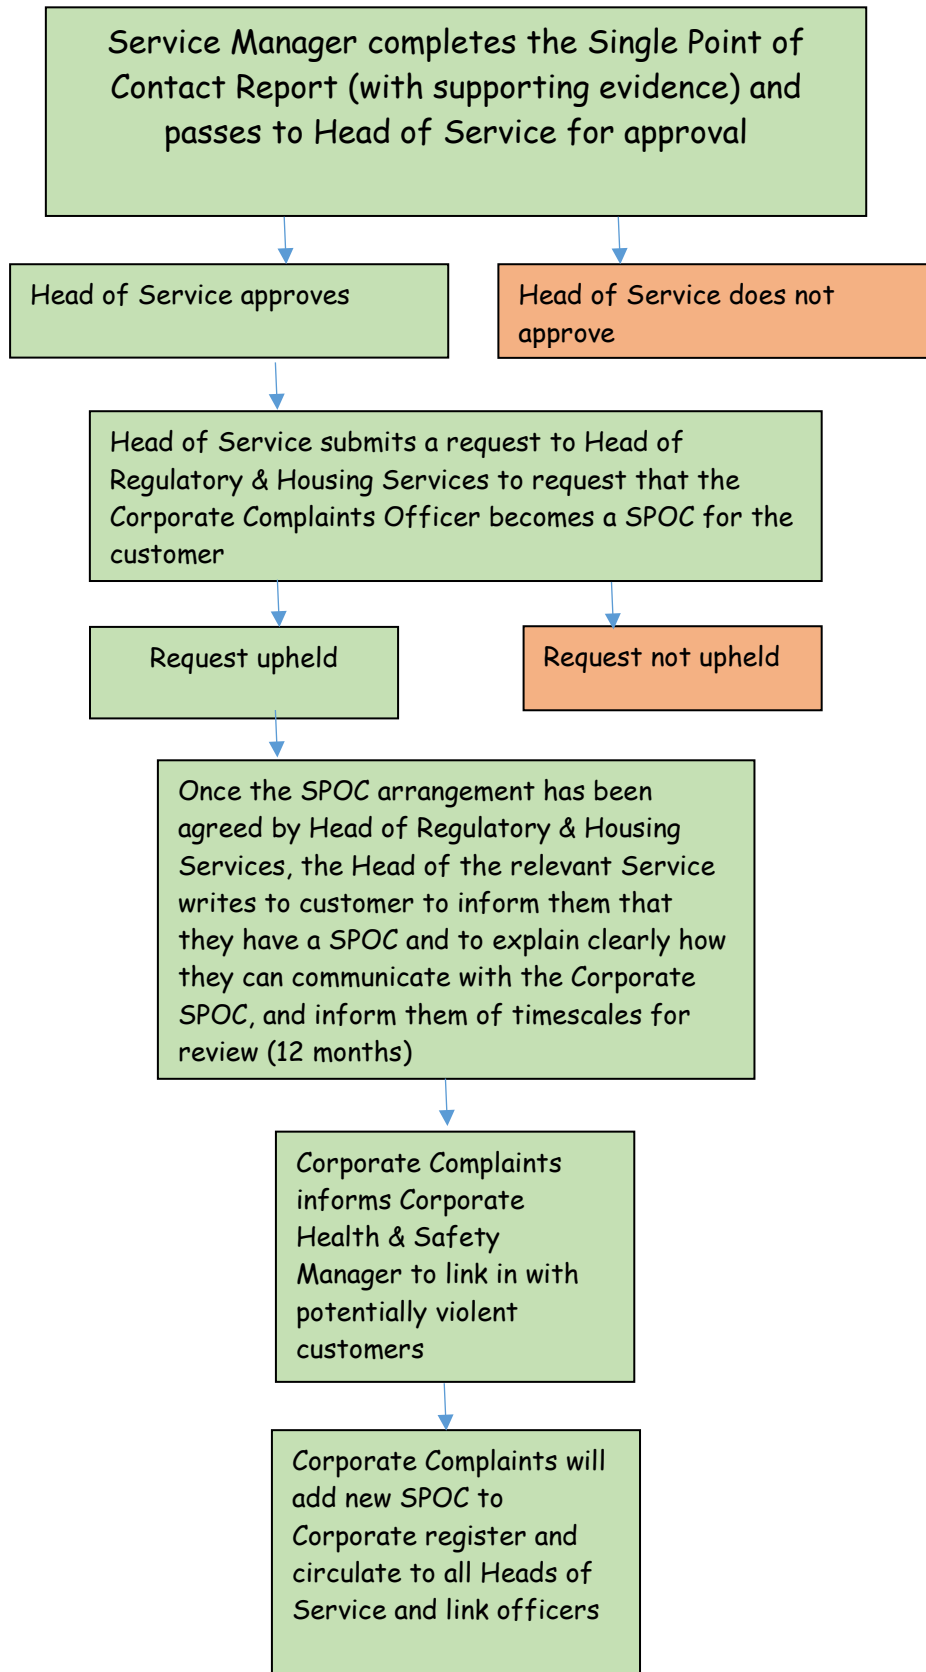 Service Manager completes the Single Point of
Contact Report (with supporting evidence) and
passes to Head of Service for approval
Head of Service approves
Head of Service does not
approve
Head of Service submits a request to Head of
Regulatory & Housing Services to request that the
Corporate Complaints Officer becomes a SPOC for the
customer
Request upheld
Request not upheld
Once the SPOC arrangement has been
agreed by Head of Regulatory & Housing
Services, the Head of the relevant Service
writes to customer to inform them that
they have a SPOC and to explain clearly how
they can communicate with the Corporate
SPOC, and inform them of timescales for
review (12 months)
Corporate Complaints
informs Corporate
Health & Safety
Manager to link in with
potentially violent
customers
Corporate Complaints will
add new SPOC to
Corporate register and
circulate to all Heads of
Service and link officers